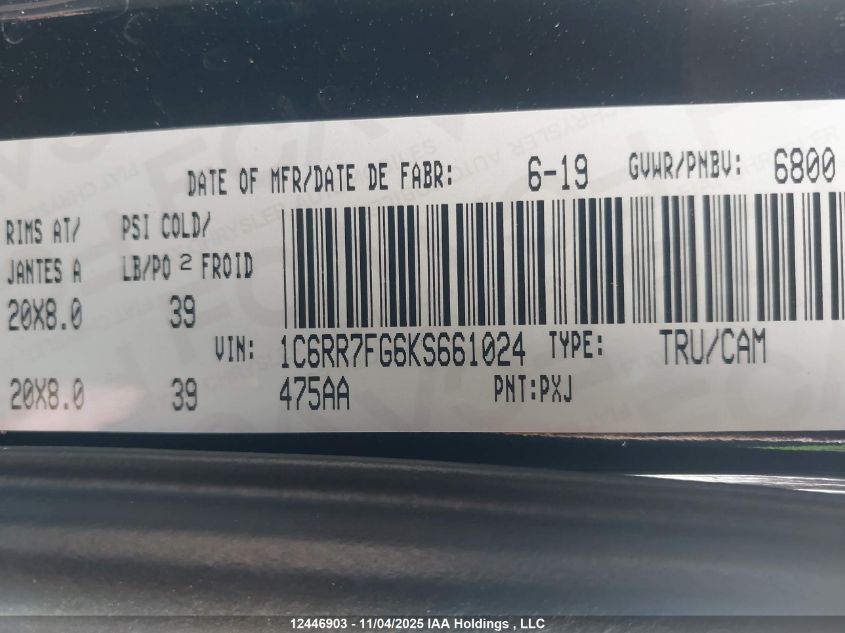 DATE OF MFR/DATE DE FABR: 6-19 GVWR/PNBV: 6800
RIMS AT/ PSI COLD/
JANTES A LB/PO 2 FROID
20X8.0 39
VIN: 1C6RR7FG6KS661024 TYPE: TRU/CAM
20X8.0 39 475AA PNT:PXJ
12446903 - 11/04/2025 IAA Holdings , LLC